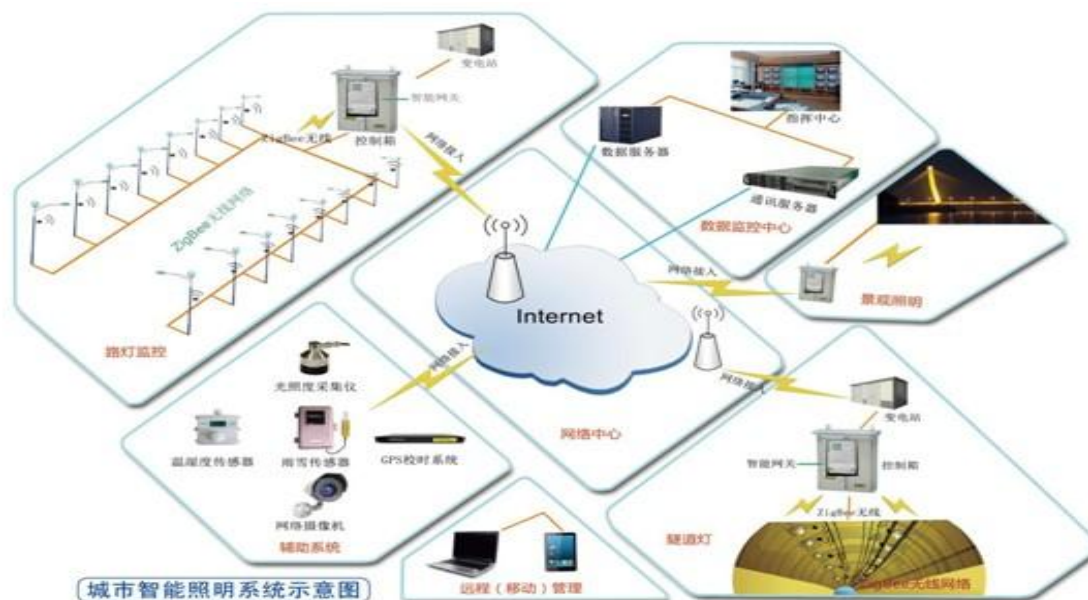 变电站
智能网关
ZigBee无线
控制箱
网络接入
ZigBee无线网络
路灯监控
指挥中心
数据服务器
通讯服务器
数据监控中心
网络接入
景观照明
Internet
网络接入
网络中心
网络接入
光照度采集仪
温湿度传感器
雨雪传感器
GPS校时系统
网络摄像机
辅助系统
变电站
智能网关
控制箱
ZigBee无线
隧道灯
ZigBee无线网络
远程（移动）管理
城市智能照明系统示意图